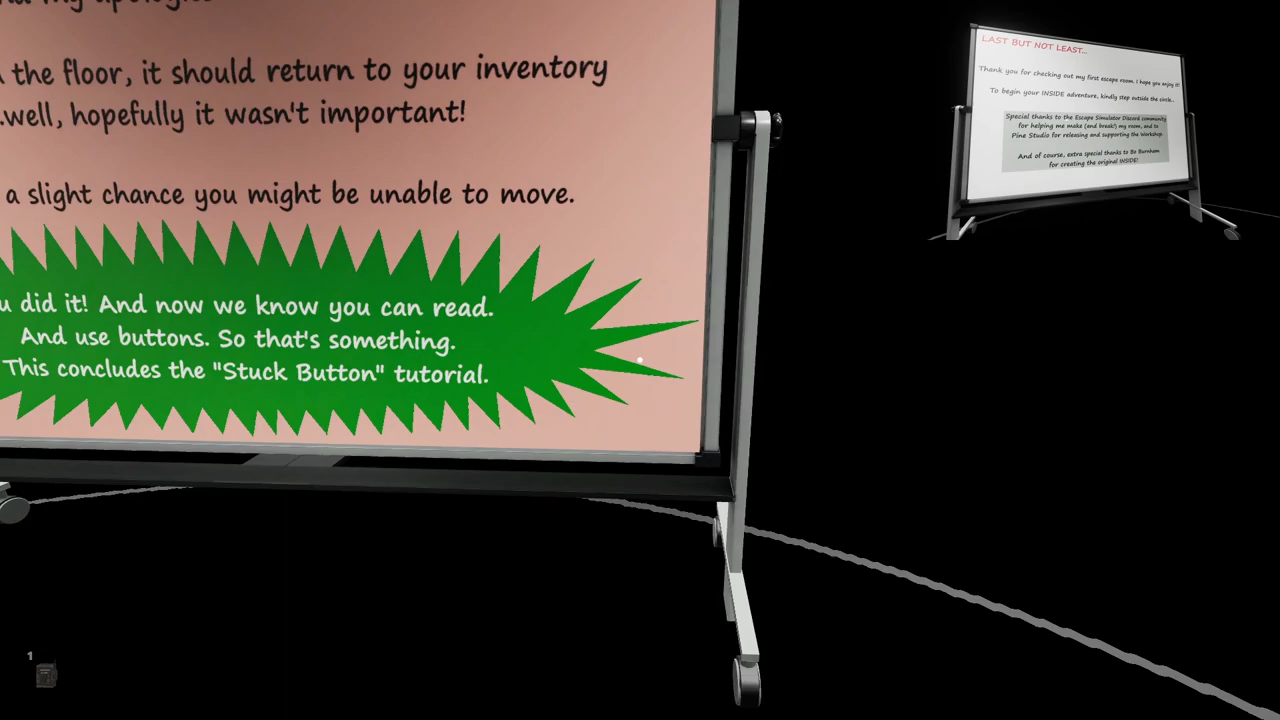 the floor, it should return to your inventory
.well, hopefully it wasn't important!
a slight chance you might be unable to move.
did it! And now we know you can read.
And use buttons. So that's something.
This concludes the "Stuck Button" tutorial.
LAST BUT NOT LEAST...
Thank you for checking out my first escape room. I hope you enjoy it!
To begin your INSIDE adventure, kindly step outside the circle..
Special thanks to the Escape Simulator Discord community
for helping me make (and break!) my room, and to
Pine Studio for releasing and supporting the Workshop.
And of course, extra special thanks to Bo Burnham
for creating the original INSIDE!
1